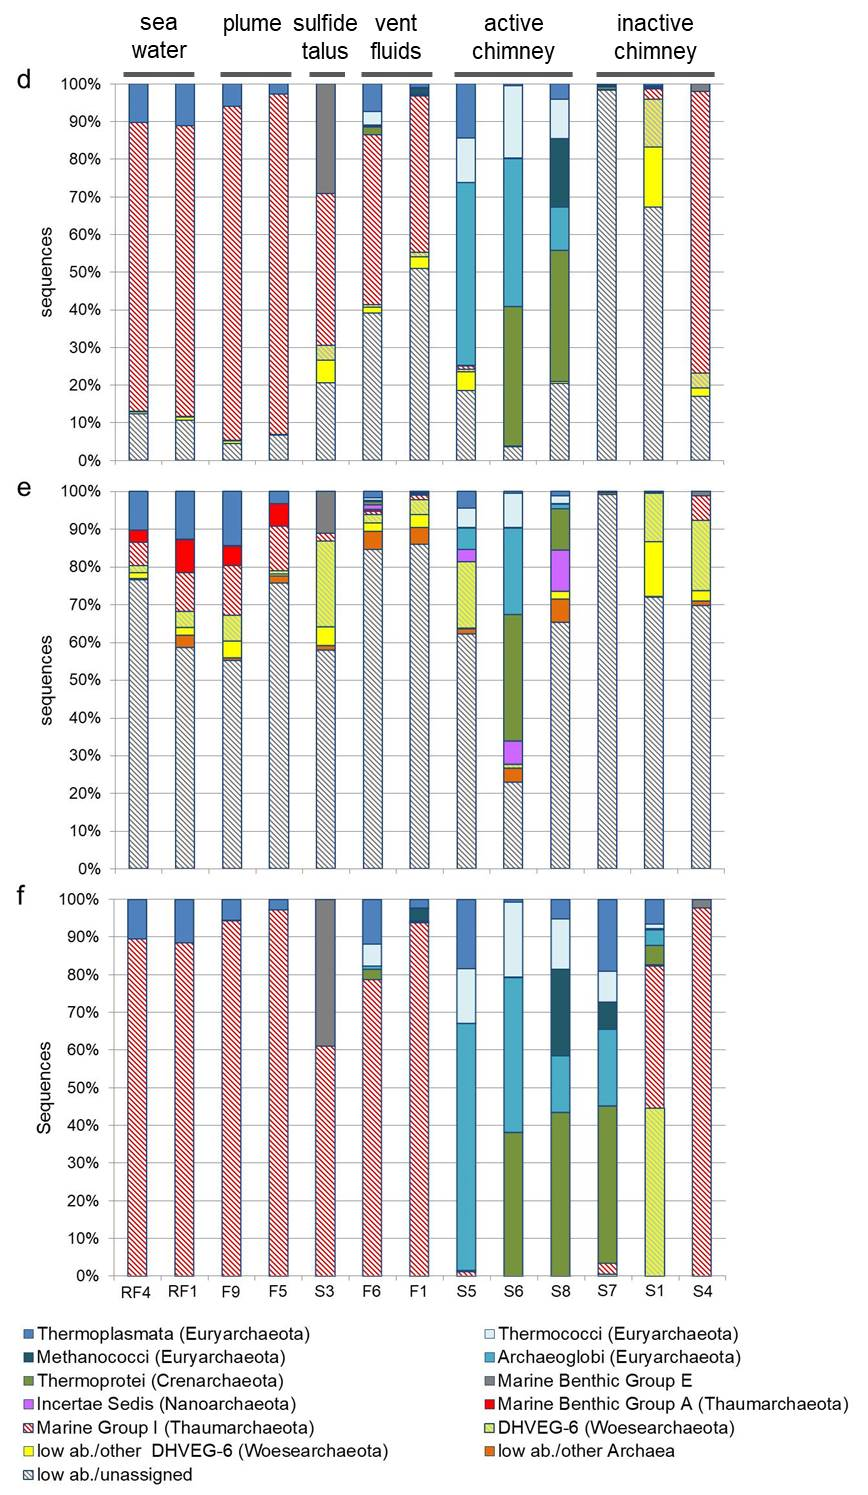 sea water
plume
sulfide talus
vent fluids
active chimney
inactive chimney
d
sequences
100%
90%
80%
70%
60%
50%
40%
30%
20%
10%
0%
e
sequences
100%
90%
80%
70%
60%
50%
40%
30%
20%
10%
0%
f
Sequences
100%
90%
80%
70%
60%
50%
40%
30%
20%
10%
0%
RF4 RF1 F9 F5 S3 F6 F1 S5 S6 S8 S7 S1 S4
Thermoplasmata (Euryarchaeota)
Thermococci (Euryarchaeota)
Methanococci (Euryarchaeota)
Archaeoglobi (Euryarchaeota)
Thermoprotei (Crenarchaeota)
Marine Benthic Group E
Incertae Sedis (Nanoarchaeota)
Marine Benthic Group A (Thaumarchaeota)
Marine Group I (Thaumarchaeota)
DHVEG-6 (Woesearchaeota)
low ab./other DHVEG-6 (Woesearchaeota)
low ab./other Archaea
low ab./unassigned